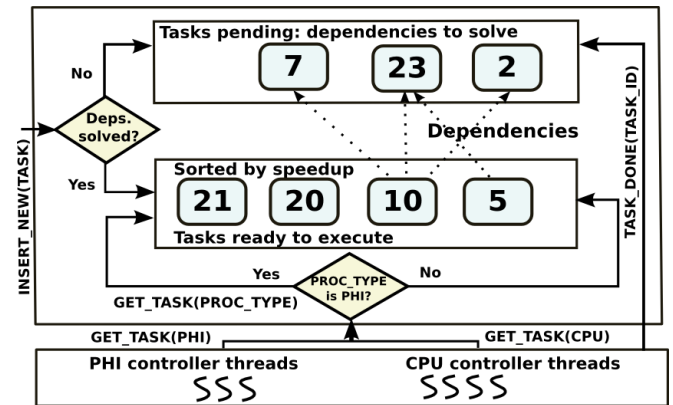 Tasks pending: dependencies to solve
7 23 2
No
Deps.
solved?
Dependencies
INSERT_NEW(TASK)
TASK_DONE(TASK_ID)
Yes
Sorted by speedup
21 20 10 5
Tasks ready to execute
Yes
PROC_TYPE
is PHI?
No
GET_TASK(PROC_TYPE)
GET_TASK(PHI)
GET_TASK(CPU)
PHI controller threads
CPU controller threads